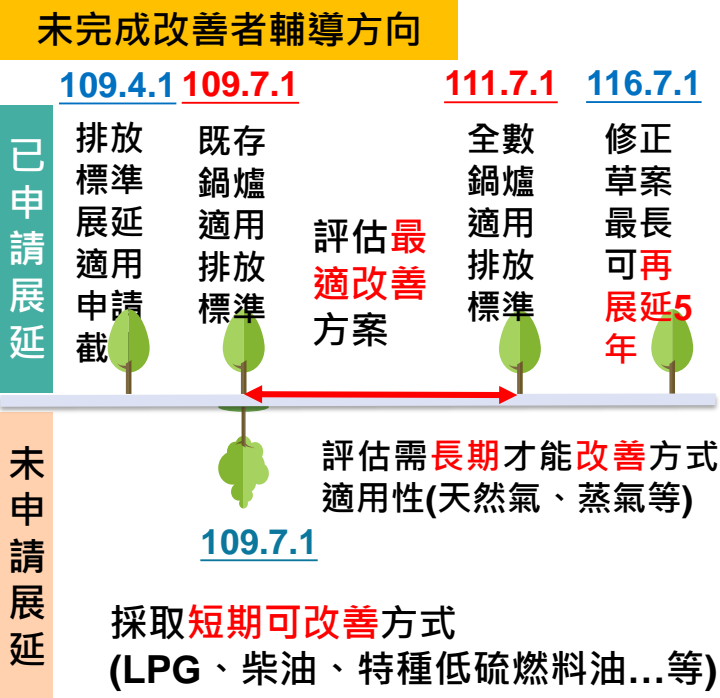 未完成改善者輔導方向
109.4.1
109.7.1
111.7.1
116.7.1
已申請展延
排放
標準
展延
適用
申請
截
既存
鍋爐
適用
排放
標準
評估最
適改善
方案
全數
鍋爐
適用
排放
標準
修正
草案
最長
可再
展延5
年
未申請展延
評估需長期才能改善方式
適用性(天然氣、蒸氣等)
109.7.1
採取短期可改善方式
(LPG、柴油、特種低硫燃料油...等)